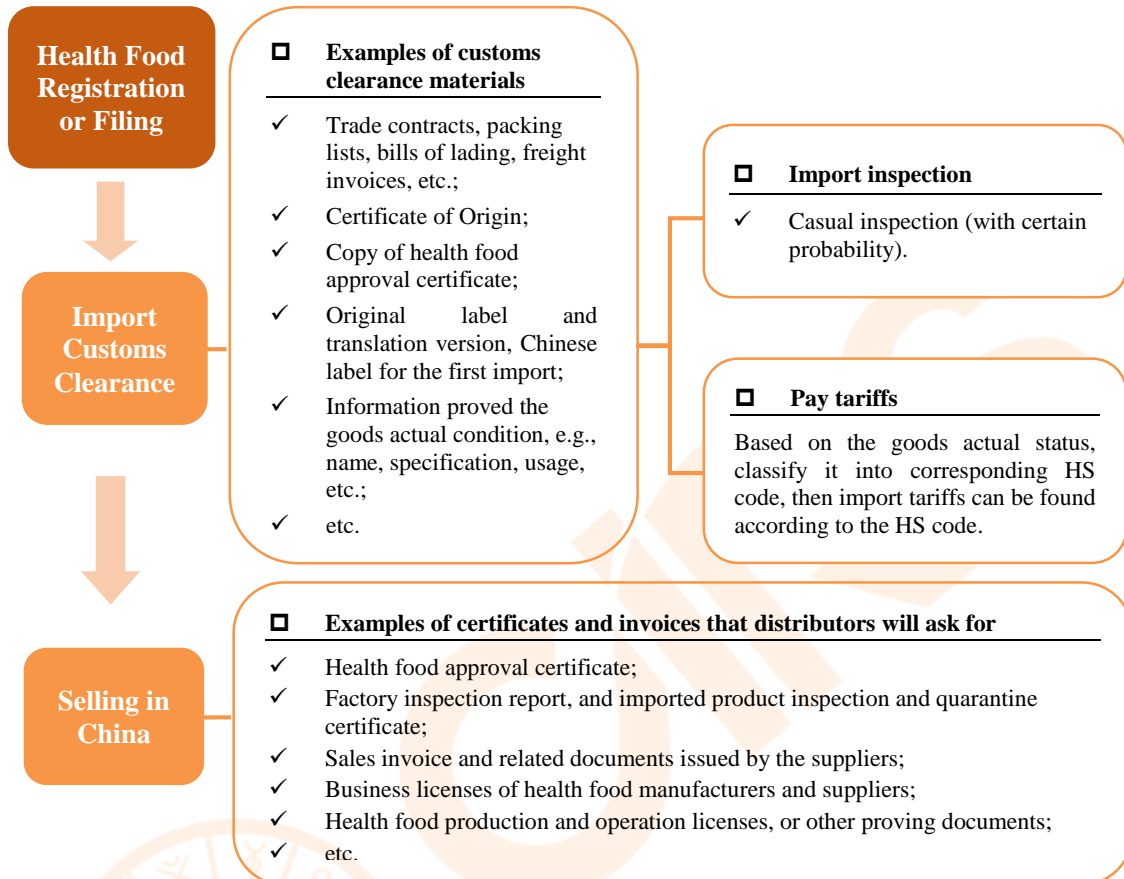 Health Food
Registration
or Filing
Import
Customs
Clearance
Selling in
China
Examples of customs
clearance materials
Trade contracts, packing
lists, bills of lading, freight
invoices, etc.;
Certificate of Origin;
Copy of health food
approval certificate;
Original label and
translation version, Chinese
label for the first import;
Information proved the
goods actual condition, e.g.,
name, specification, usage,
etc.;
etc.
Import inspection
Casual inspection (with certain
probability).
Pay tariffs
Based on the goods actual status,
classify it into corresponding HS
code, then import tariffs can be found
according to the HS code.
Examples of certificates and invoices that distributors will ask for
Health food approval certificate;
Factory inspection report, and imported product inspection and quarantine
certificate;
Sales invoice and related documents issued by the suppliers;
Business licenses of health food manufacturers and suppliers;
Health food production and operation licenses, or other proving documents;
etc.